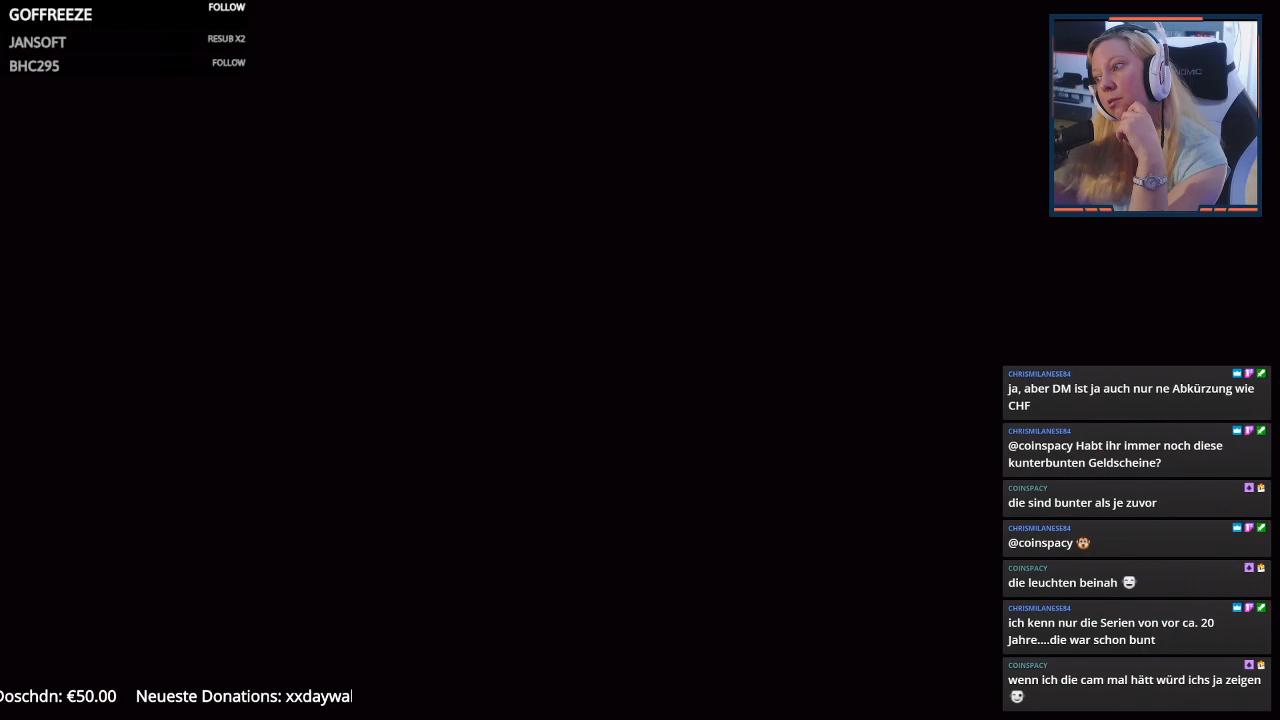 GOFFREEZE FOLLOW
JANSOFT RESUB X2
BHC295 FOLLOW
CHRISMILANESE84
ja, aber DM ist ja auch nur ne Abkürzung wie
CHF
CHRISMILANESE84
@coinspacy Habt ihr immer noch diese
kunterbunten Geldscheine?
COINSPACY
die sind bunter als je zuvor
CHRISMILANESE84
@coinspacy 🙊
COINSPACY
die leuchten beinah
CHRISMILANESE84
ich kenn nur die Serien von vor ca. 20
Jahre....die war schon bunt
COINSPACY
wenn ich die cam mal hätt würd ichs ja zeigen
Doschdn: €50.00 Neueste Donations: xxdaywal